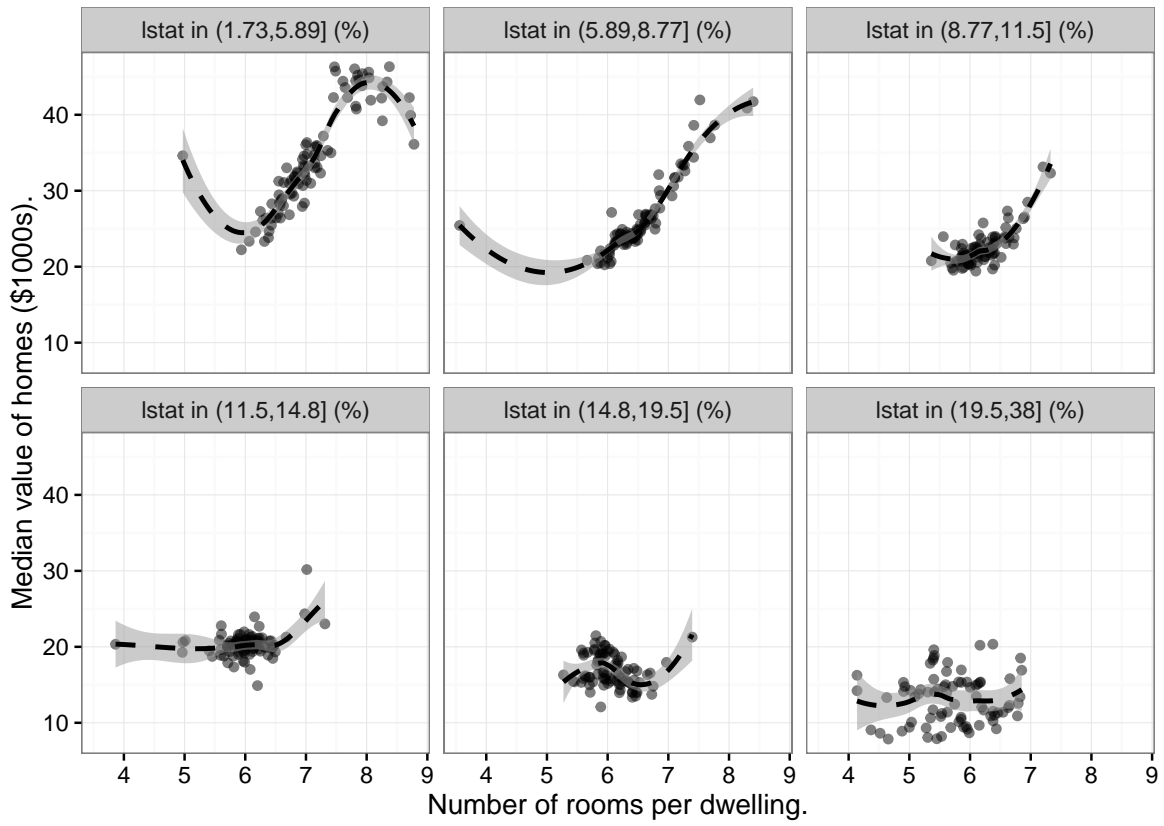 lstat in (1.73,5.89] (%)
lstat in (5.89,8.77] (%)
lstat in (8.77,11.5] (%)
40
30
20
10
lstat in (11.5,14.8] (%)
lstat in (14.8,19.5] (%)
lstat in (19.5,38] (%)
40
30
20
10
4 5 6 7 8 9
4 5 6 7 8 9
4 5 6 7 8 9
Number of rooms per dwelling.
Median value of homes ($1000s).